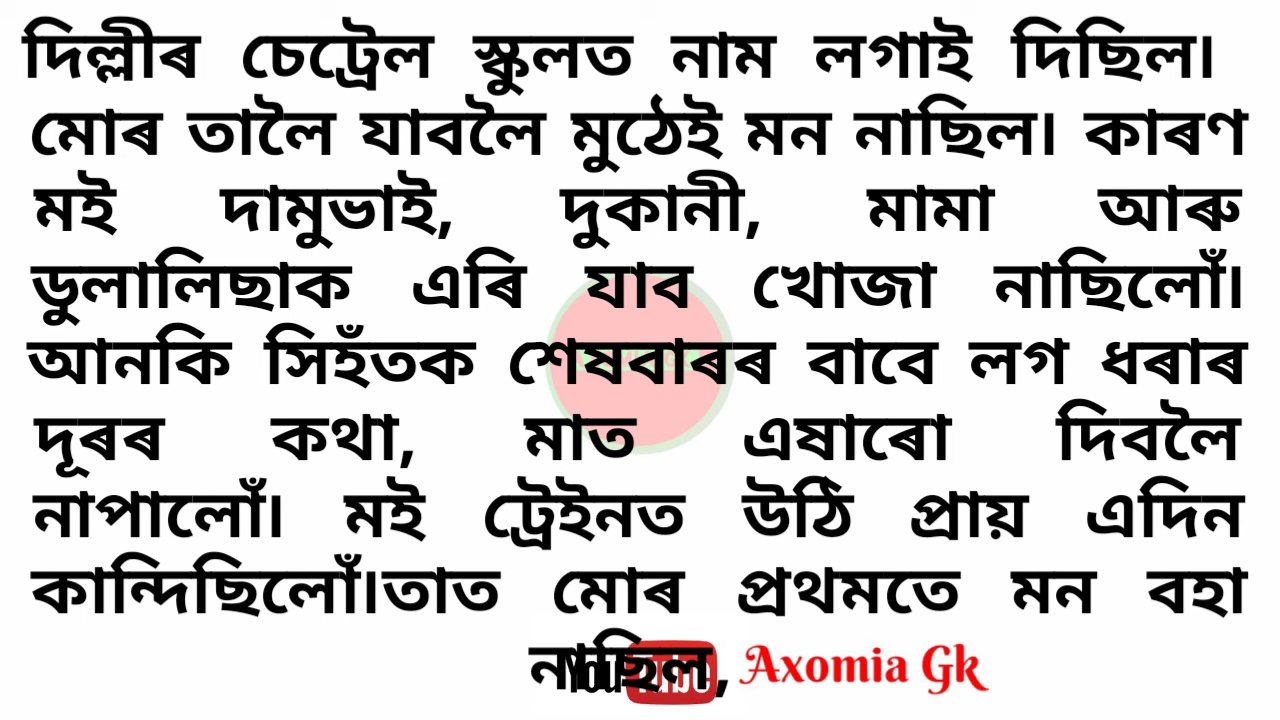 দিল্লীৰ চেট্ৰেল স্কুলত নাম লগাই দিছিল।
মোৰ তালৈ যাবলৈ মুঠেই মন নাছিল। কাৰণ
মই দামুভাই, দুকানী, মামা আৰু
ডুলালিছাক এৰি যাব খোজা নাছিলোঁ।
আনকি সিহঁতক শেষবাৰৰ বাবে লগ ধৰাৰ
দূৰৰ কথা, মাত এষাৰো দিবলৈ
নাপালোঁ। মই ট্ৰেইনত উঠি প্ৰায় এদিন
কান্দিছিলোঁ।তাত মোৰ প্ৰথমতে মন বহা
নাছিল,
YouTube Axomia Gk